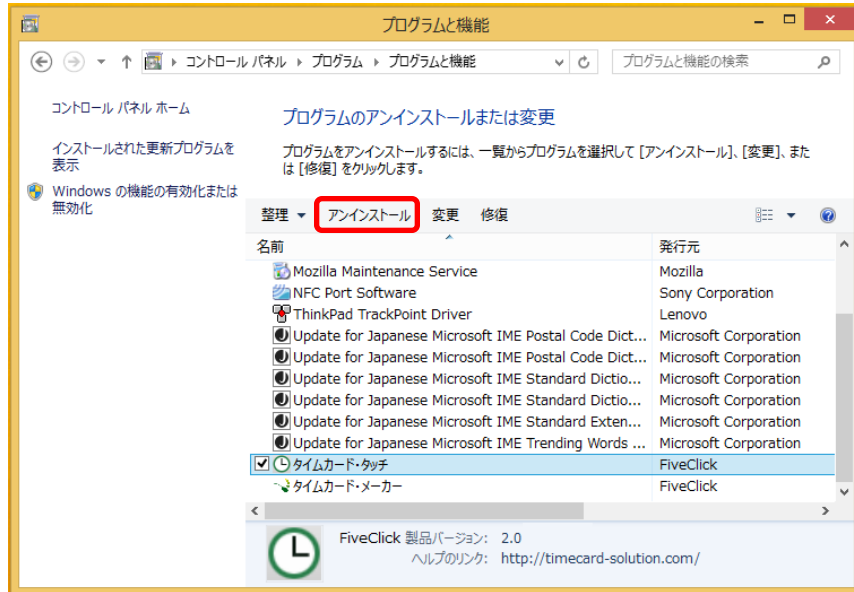 プログラムと機能
コントロール パネル プログラム プログラムと機能
プログラムと機能の検索
コントロール パネル ホーム
インストールされた更新プログラムを
表示
Windows の機能の有効化または
無効化
プログラムのアンインストールまたは変更
プログラムをアンインストールするには、一覧からプログラムを選択して [アンインストール]、[変更]、また
は [修復] をクリックします。
整理 アンインストール 変更 修復
名前 発行元
Mozilla Maintenance Service Mozilla
NFC Port Software Sony Corporation
ThinkPad TrackPoint Driver Lenovo
Update for Japanese Microsoft IME Postal Code Dict... Microsoft Corporation
Update for Japanese Microsoft IME Postal Code Dict... Microsoft Corporation
Update for Japanese Microsoft IME Standard Dictio... Microsoft Corporation
Update for Japanese Microsoft IME Standard Dictio... Microsoft Corporation
Update for Japanese Microsoft IME Standard Exten... Microsoft Corporation
Update for Japanese Microsoft IME Trending Words ... Microsoft Corporation
タイムカード・タッチ FiveClick
タイムカード・メーカー FiveClick
FiveClick 製品バージョン: 2.0
ヘルプのリンク: http://timecard-solution.com/